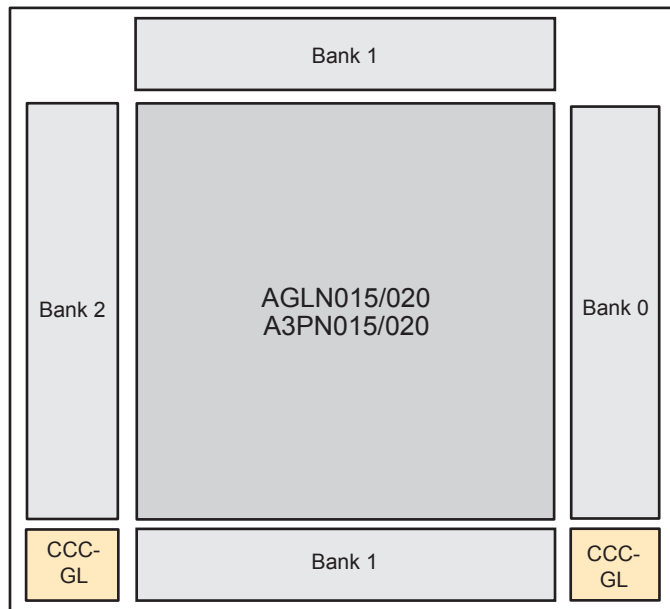 Bank 1
Bank 2
AGLN015/020
A3PN015/020
Bank 0
CCC-
GL
Bank 1
CCC-
GL